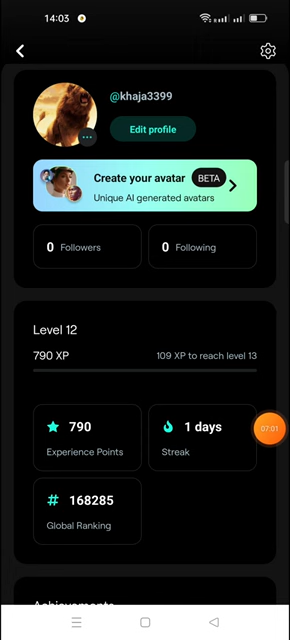 14:03
@khaja3399
Edit profile
Create your avatar BETA
Unique AI generated avatars
0 Followers
0 Following
Level 12
790 XP
109 XP to reach level 13
790
Experience Points
1 days
Streak
07:01
# 168285
Global Ranking
Achievements